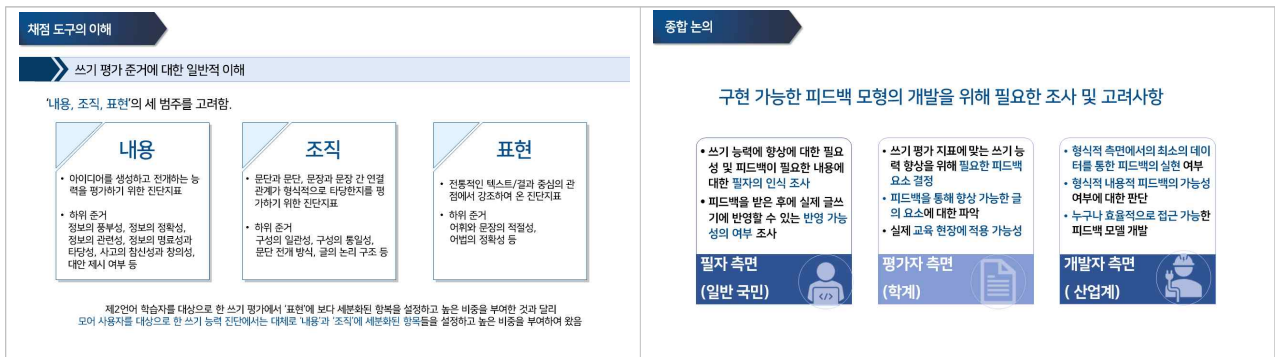 채점 도구의 이해
쓰기 평가 준거에 대한 일반적 이해
'내용, 조직, 표현'의 세 범주를 고려함.
내용
• 아이디어를 생성하고 전개하는 능
력을 평가하기 위한 진단지표
• 하위 준거
정보의 풍부성, 정보의 정확성,
정보의 관련성, 정보의 명료성과
타당성, 사고의 참신성과 창의성,
대안 제시 여부 등
조직
• 문단과 문단, 문장과 문장 간 연결
관계가 형식적으로 타당한지를 평
가하기 위한 진단지표
• 하위 준거
구성의 일관성, 구성의 통일성,
문단 전개 방식, 글의 논리 구조 등
표현
• 전통적인 텍스트/결과 중심의 관
점에서 강조하여 온 진단지표
• 하위 준거
어휘와 문장의 적절성,
어법의 정확성 등
제2언어 학습자를 대상으로 한 쓰기 평가에서 '표현'에 보다 세분화된 항목을 설정하고 높은 비중을 부여한 것과 달리
모어 사용자를 대상으로 한 쓰기 능력 진단에서는 대체로 '내용'과 '조직'에 세분화된 항목들을 설정하고 높은 비중을 부여하여 왔음
종합 논의
구현 가능한 피드백 모형의 개발을 위해 필요한 조사 및 고려사항
• 쓰기 능력에 향상에 대한 필요
성 및 피드백이 필요한 내용에
대한 필자의 인식 조사
• 피드백을 받은 후에 실제 글쓰
기에 반영할 수 있는 반영 가능
성의 여부 조사
필자 측면
(일반 국민)
• 쓰기 평가 지표에 맞는 쓰기 능
력 향상을 위해 필요한 피드백
요소 결정
• 피드백을 통해 향상 가능한 글
의 요소에 대한 파악
• 실제 교육 현장에 적용 가능성
평가자 측면
(학계)
• 형식적 측면에서의 최소의 데이
터를 통한 피드백의 실현 여부
• 형식적 내용적 피드백의 가능성
여부에 대한 판단
• 누구나 효율적으로 접근 가능한
피드백 모델 개발
개발자 측면
( 산업계)